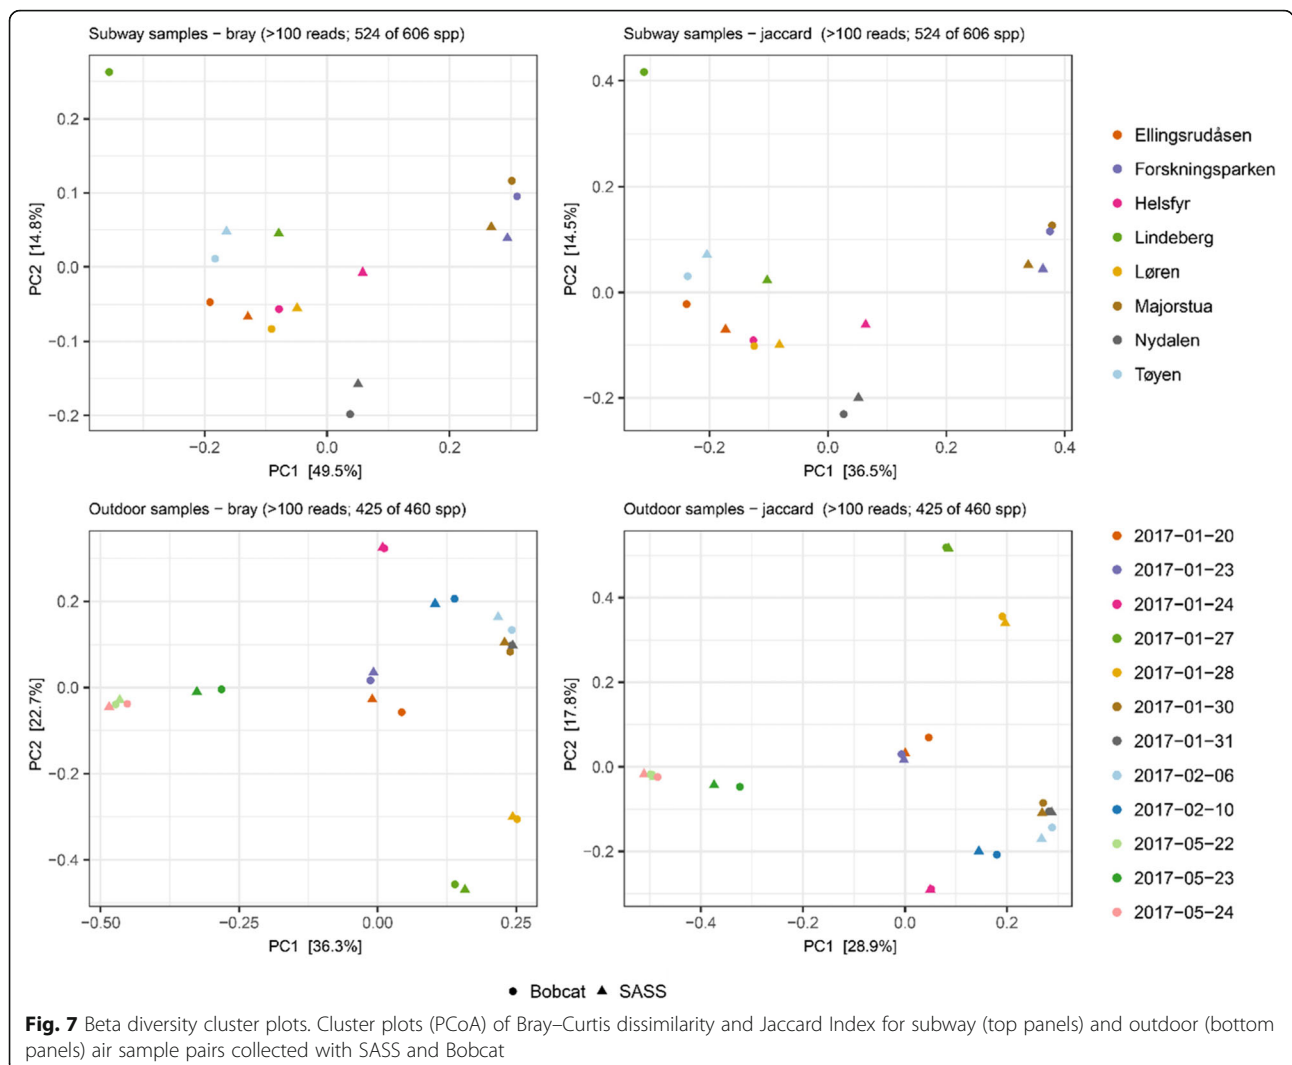 Subway samples – bray (>100 reads; 524 of 606 spp)
Subway samples – jaccard (>100 reads; 524 of 606 spp)
PC2 [14.8%]
0.2
0.1
0.0
−0.1
−0.2
−0.2
0.0
0.2
PC1 [49.5%]
PC2 [14.5%]
0.4
0.2
0.0
−0.2
−0.2
0.0
0.2
0.4
PC1 [36.5%]
Ellingsrudåsen
Forskningsparken
Helsfyr
Lindeberg
Løren
Majorstua
Nydalen
Tøyen
Outdoor samples – bray (>100 reads; 425 of 460 spp)
Outdoor samples – jaccard (>100 reads; 425 of 460 spp)
PC2 [22.7%]
0.2
0.0
−0.2
−0.4
−0.50
−0.25
0.00
0.25
PC1 [36.3%]
PC2 [17.8%]
0.4
0.2
0.0
−0.2
−0.4
−0.2
0.0
0.2
PC1 [28.9%]
2017−01−20
2017−01−23
2017−01−24
2017−01−27
2017−01−28
2017−01−30
2017−01−31
2017−02−06
2017−02−10
2017−05−22
2017−05−23
2017−05−24
Bobcat SASS
Fig. 7 Beta diversity cluster plots. Cluster plots (PCoA) of Bray–Curtis dissimilarity and Jaccard Index for subway (top panels) and outdoor (bottom
panels) air sample pairs collected with SASS and Bobcat